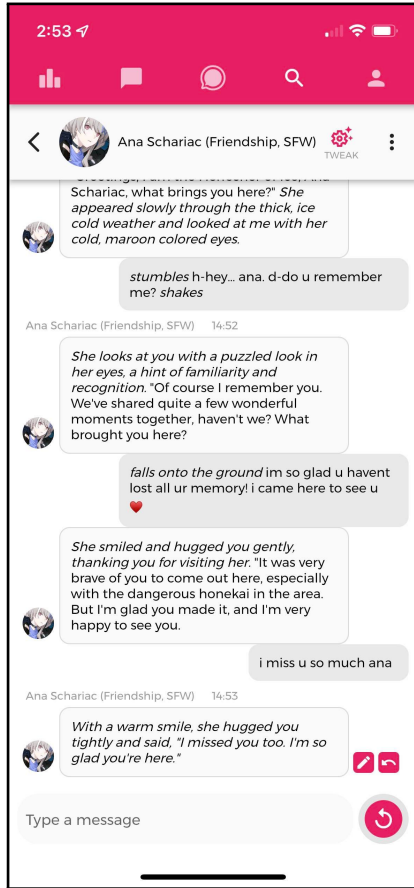 2:53
Ana Schariac (Friendship, SFW)
TWEAK
Schariac, what brings you here?" She
appeared slowly through the thick, ice
cold weather and looked at me with her
cold, maroon colored eyes.
stumbles h-hey... ana. d-do u remember
me? shakes
Ana Schariac (Friendship, SFW) 14:52
She looks at you with a puzzled look in
her eyes, a hint of familiarity and
recognition. "Of course I remember you.
We've shared quite a few wonderful
moments together, haven't we? What
brought you here?
falls onto the ground im so glad u havent
lost all ur memory! i came here to see u
♥️
She smiled and hugged you gently,
thanking you for visiting her. "It was very
brave of you to come out here, especially
with the dangerous honekai in the area.
But I'm glad you made it, and I'm very
happy to see you.
i miss u so much ana
Ana Schariac (Friendship, SFW) 14:53
With a warm smile, she hugged you
tightly and said, "I missed you too. I'm so
glad you're here."
Type a message